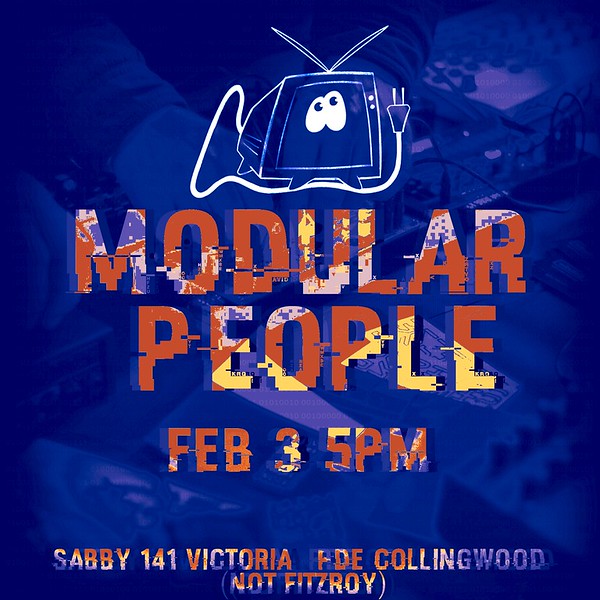 MODULAR
PEOPLE
FEB 3 5PM
SABBY 141 VICTORIA PDE COLLINGWOOD
(NOT FITZROY)